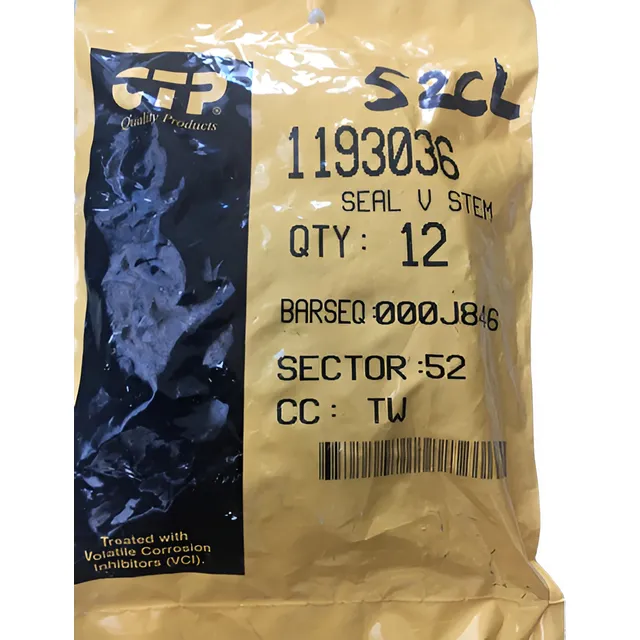 CTP®
Quality Products
52CL
1193036
SEAL V STEM
QTY: 12
BARSEQ:000J846
SECTOR:52
CC: TW
Treated with
Volatile Corrosion
Inhibitors (VCI).